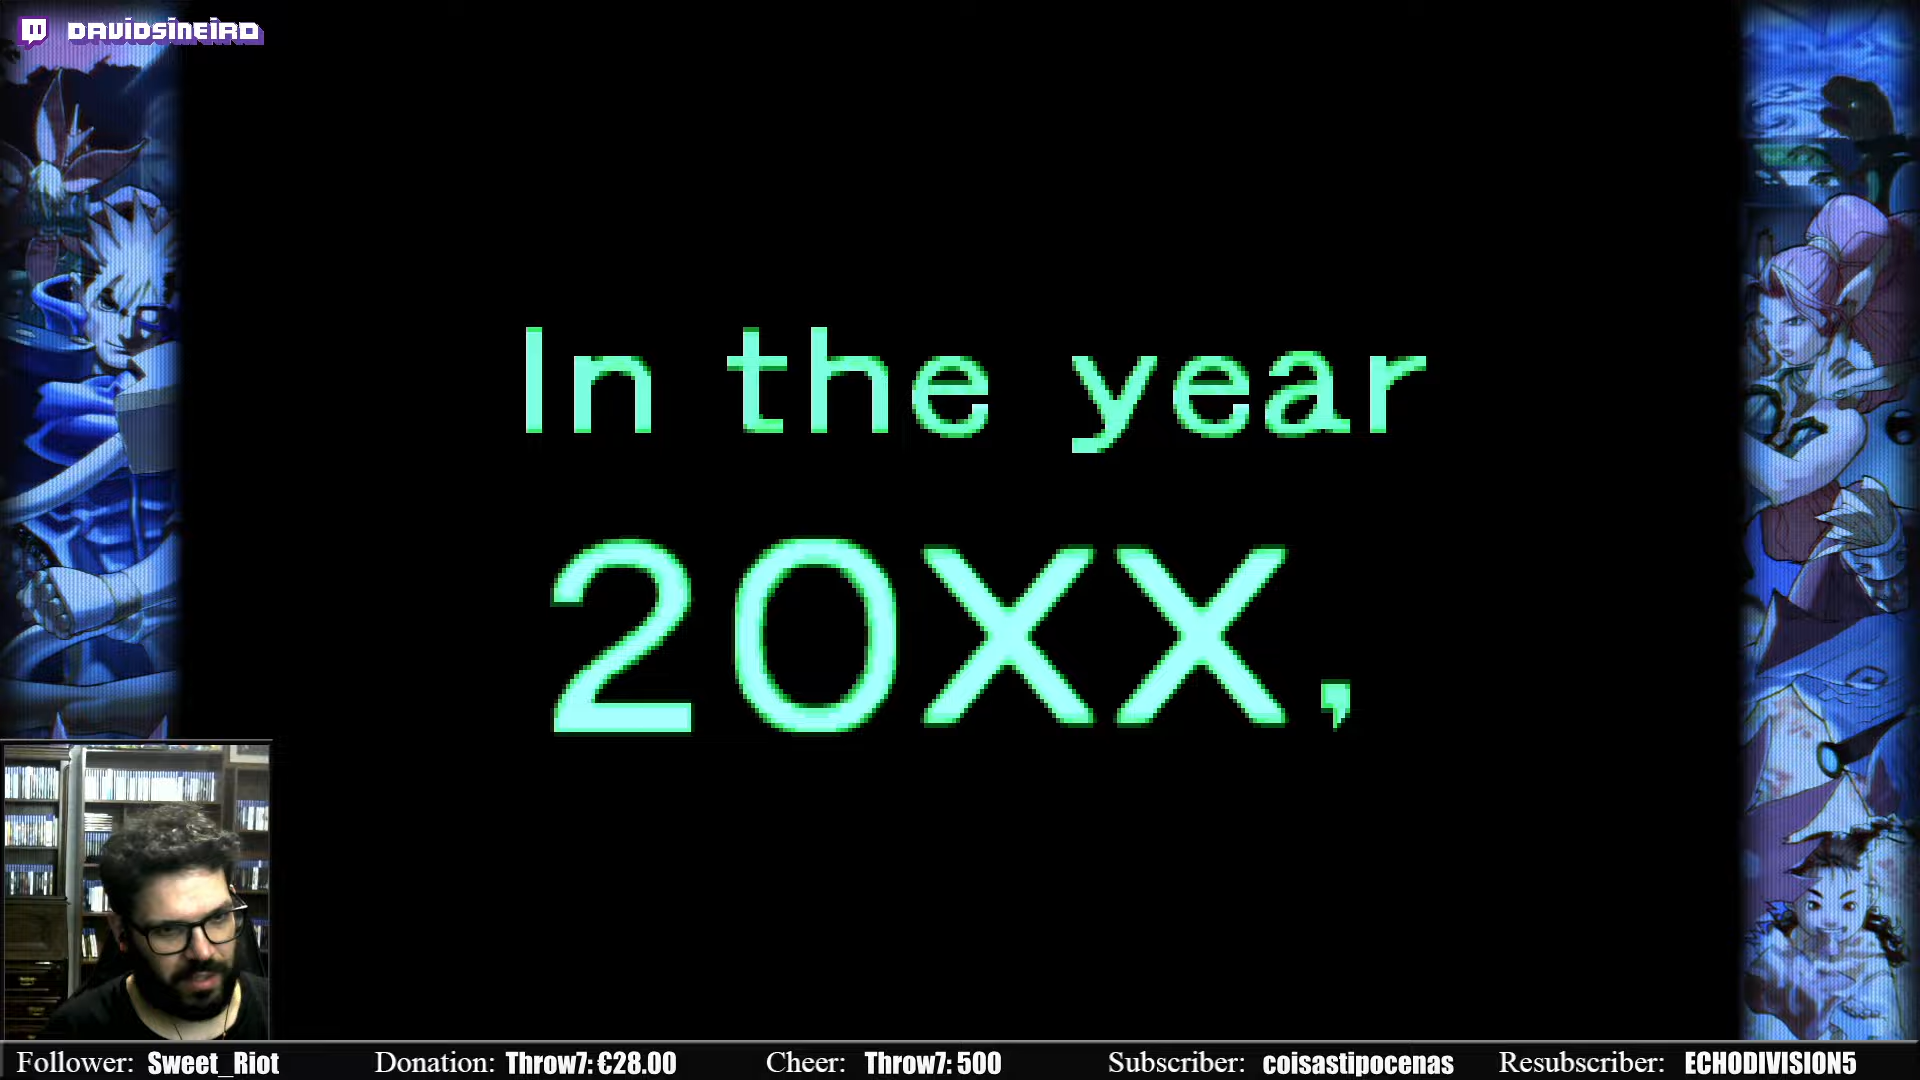 DAVIDSINEIRO
In the year
20XX,
Follower: Sweet_Riot Donation: Throw7: €28.00 Cheer: Throw7: 500 Subscriber: coisastipocenas Resubscriber: ECHODIVISION5